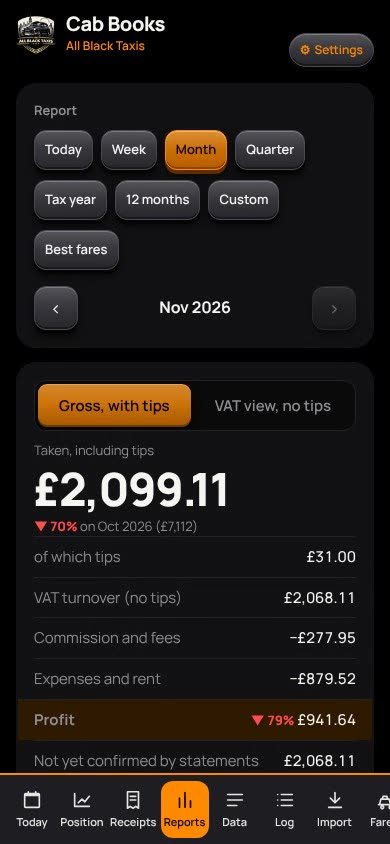 Cab Books
All Black Taxis
ALL BLACK TAXIS
⚙ Settings
Report
Today Week Month Quarter
Tax year 12 months Custom
Best fares
‹ Nov 2026 ›
Gross, with tips VAT view, no tips
Taken, including tips
£2,099.11
▼ 70% on Oct 2026 (£7,112)
of which tips £31.00
VAT turnover (no tips) £2,068.11
Commission and fees −£277.95
Expenses and rent −£879.52
Profit ▼ 79% £941.64
Not yet confirmed by statements £2,068.11
Today Position Receipts Reports Data Log Import Fare